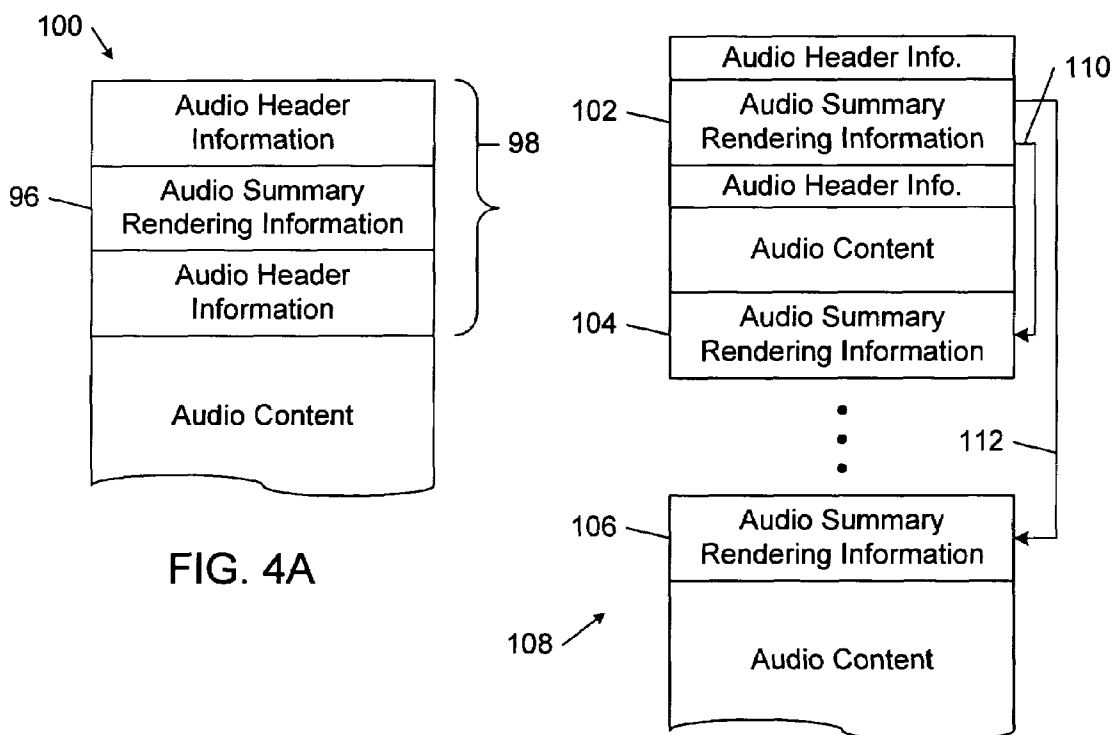 100
Audio Header
Information
98
96
Audio Summary
Rendering Information
Audio Header
Information
Audio Content
FIG. 4A
Audio Header Info.
110
102
Audio Summary
Rendering Information
Audio Header Info.
Audio Content
104
Audio Summary
Rendering Information
112
106
Audio Summary
Rendering Information
108
Audio Content